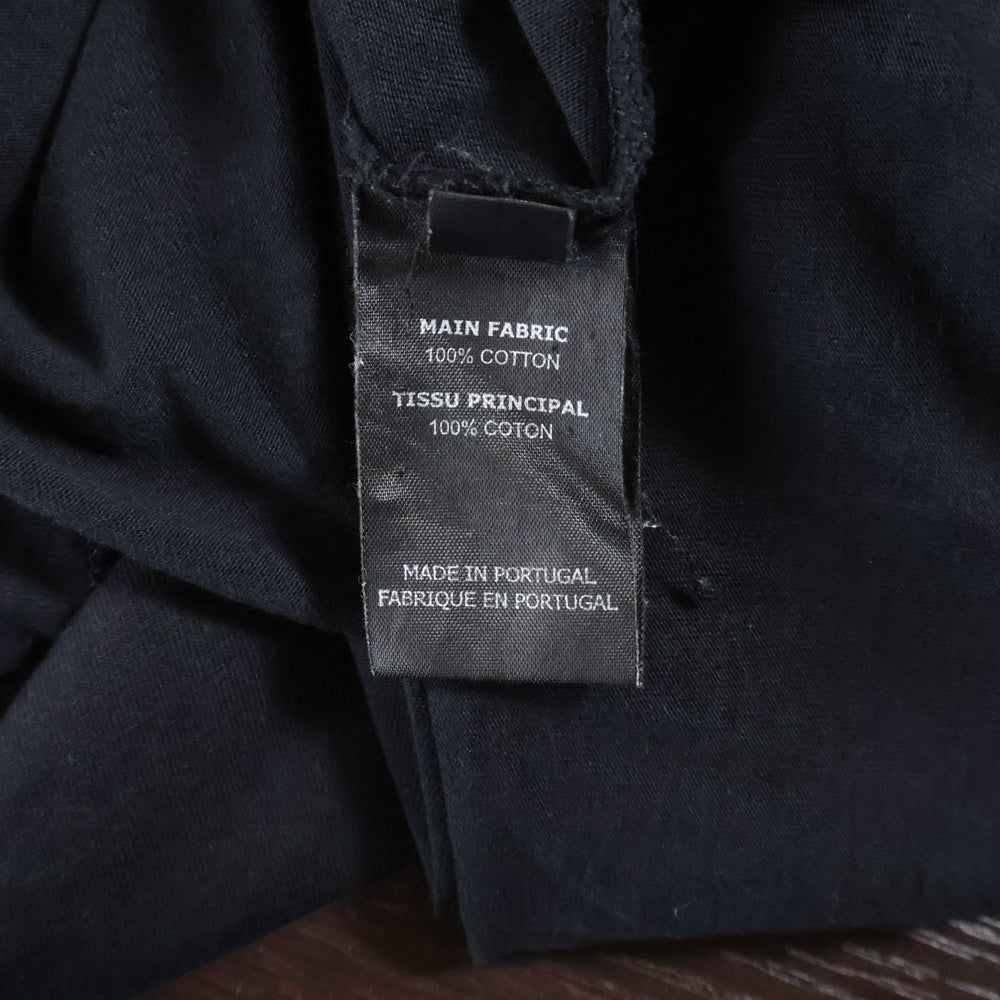 MAIN FABRIC
100% COTTON
TISSU PRINCIPAL
100% COTON
MADE IN PORTUGAL
FABRIQUE EN PORTUGAL